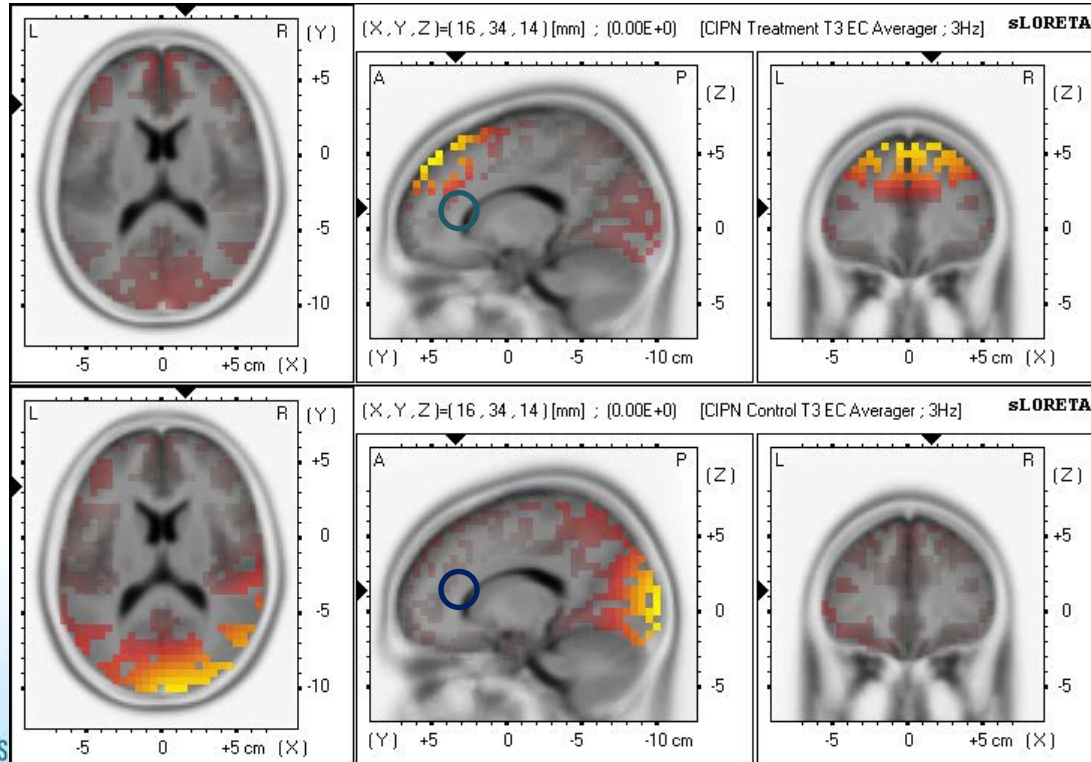 L R (Y)
+5
0
-5
-10
-5 0 +5 cm (X)
(X,Y,Z)=(16,34,14)[mm] ; (0.00E+0) [CIPN Treatment T3 EC Averager ; 3Hz] sLORETA
A P (Z)
+5
0
-5
(Y) +5 0 -5 -10 cm
L R (Z)
+5
0
-5
-5 0 +5 cm (X)
L R (Y)
+5
0
-5
-10
-5 0 +5 cm (X)
(X,Y,Z)=(16,34,14)[mm] ; (0.00E+0) [CIPN Control T3 EC Averager ; 3Hz] sLORETA
A P (Z)
+5
0
-5
(Y) +5 0 -5 -10 cm
L R (Z)
+5
0
-5
-5 0 +5 cm (X)